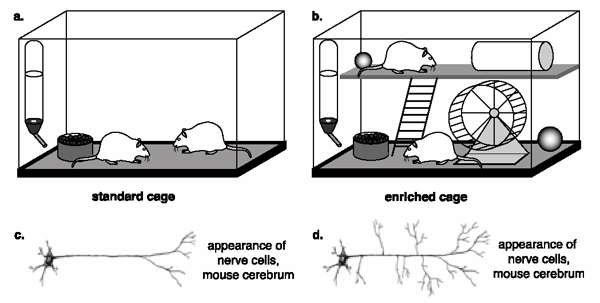 a.
b.
standard cage
enriched cage
c.
appearance of
nerve cells,
mouse cerebrum
d.
appearance of
nerve cells,
mouse cerebrum